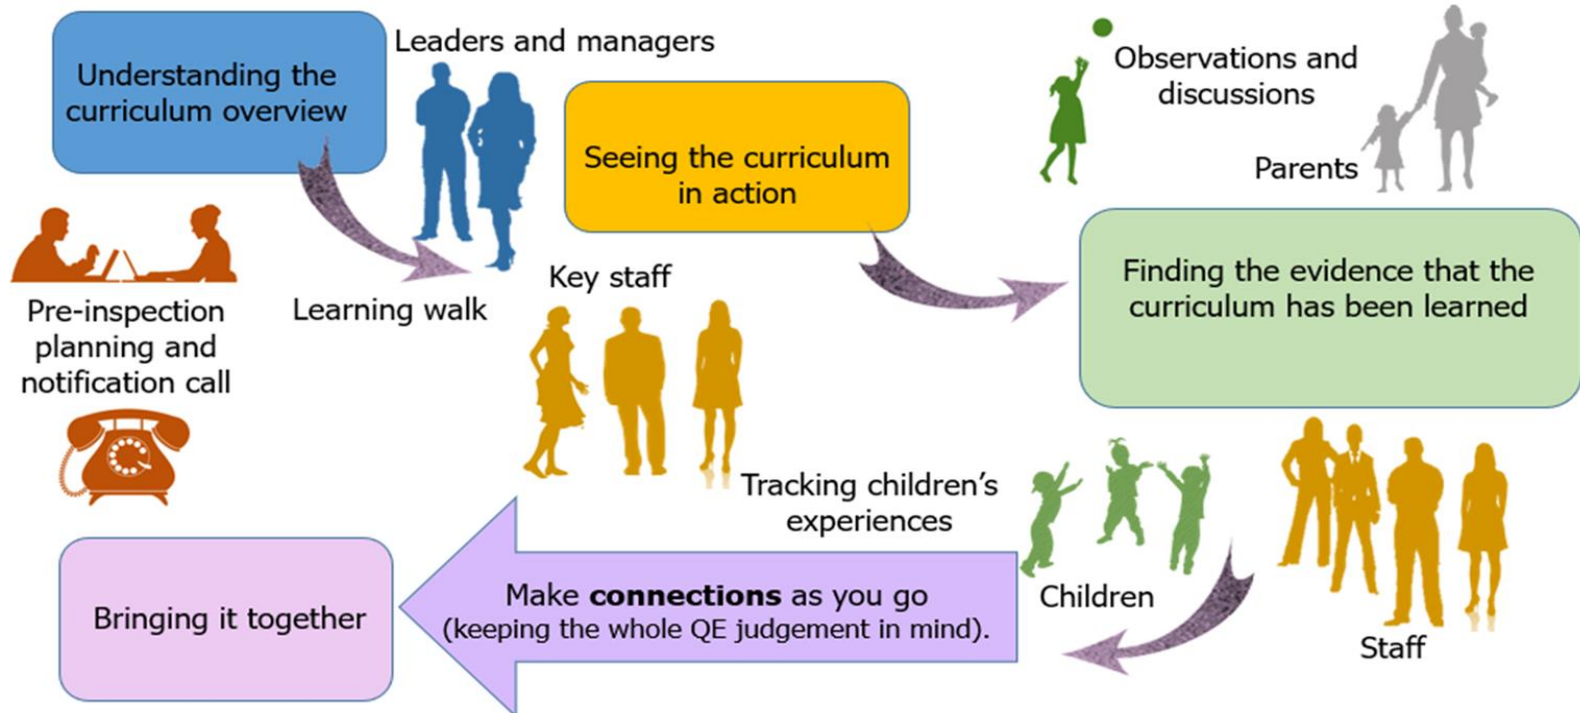 Understanding the
curriculum overview
Leaders and managers
Pre-inspection
planning and
notification call
Learning walk
Seeing the curriculum
in action
Key staff
Observations and
discussions
Parents
Finding the evidence that the
curriculum has been learned
Tracking children’s
experiences
Children
Staff
Make connections as you go
(keeping the whole QE judgement in mind).
Bringing it together